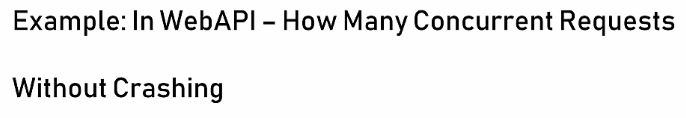 Example: In WebAPI – How Many Concurrent Requests
Without Crashing